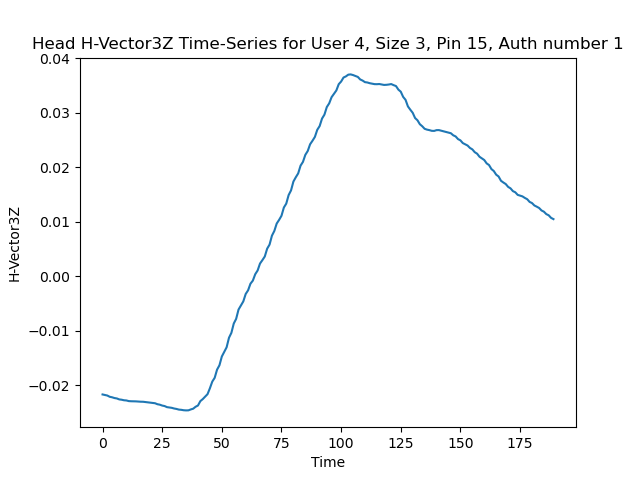 Head H-Vector3Z Time-Series for User 4, Size 3, Pin 15, Auth number 1
0.04
0.03
0.02
0.01
0.00
−0.01
−0.02
H-Vector3Z
0 25 50 75 100 125 150 175
Time